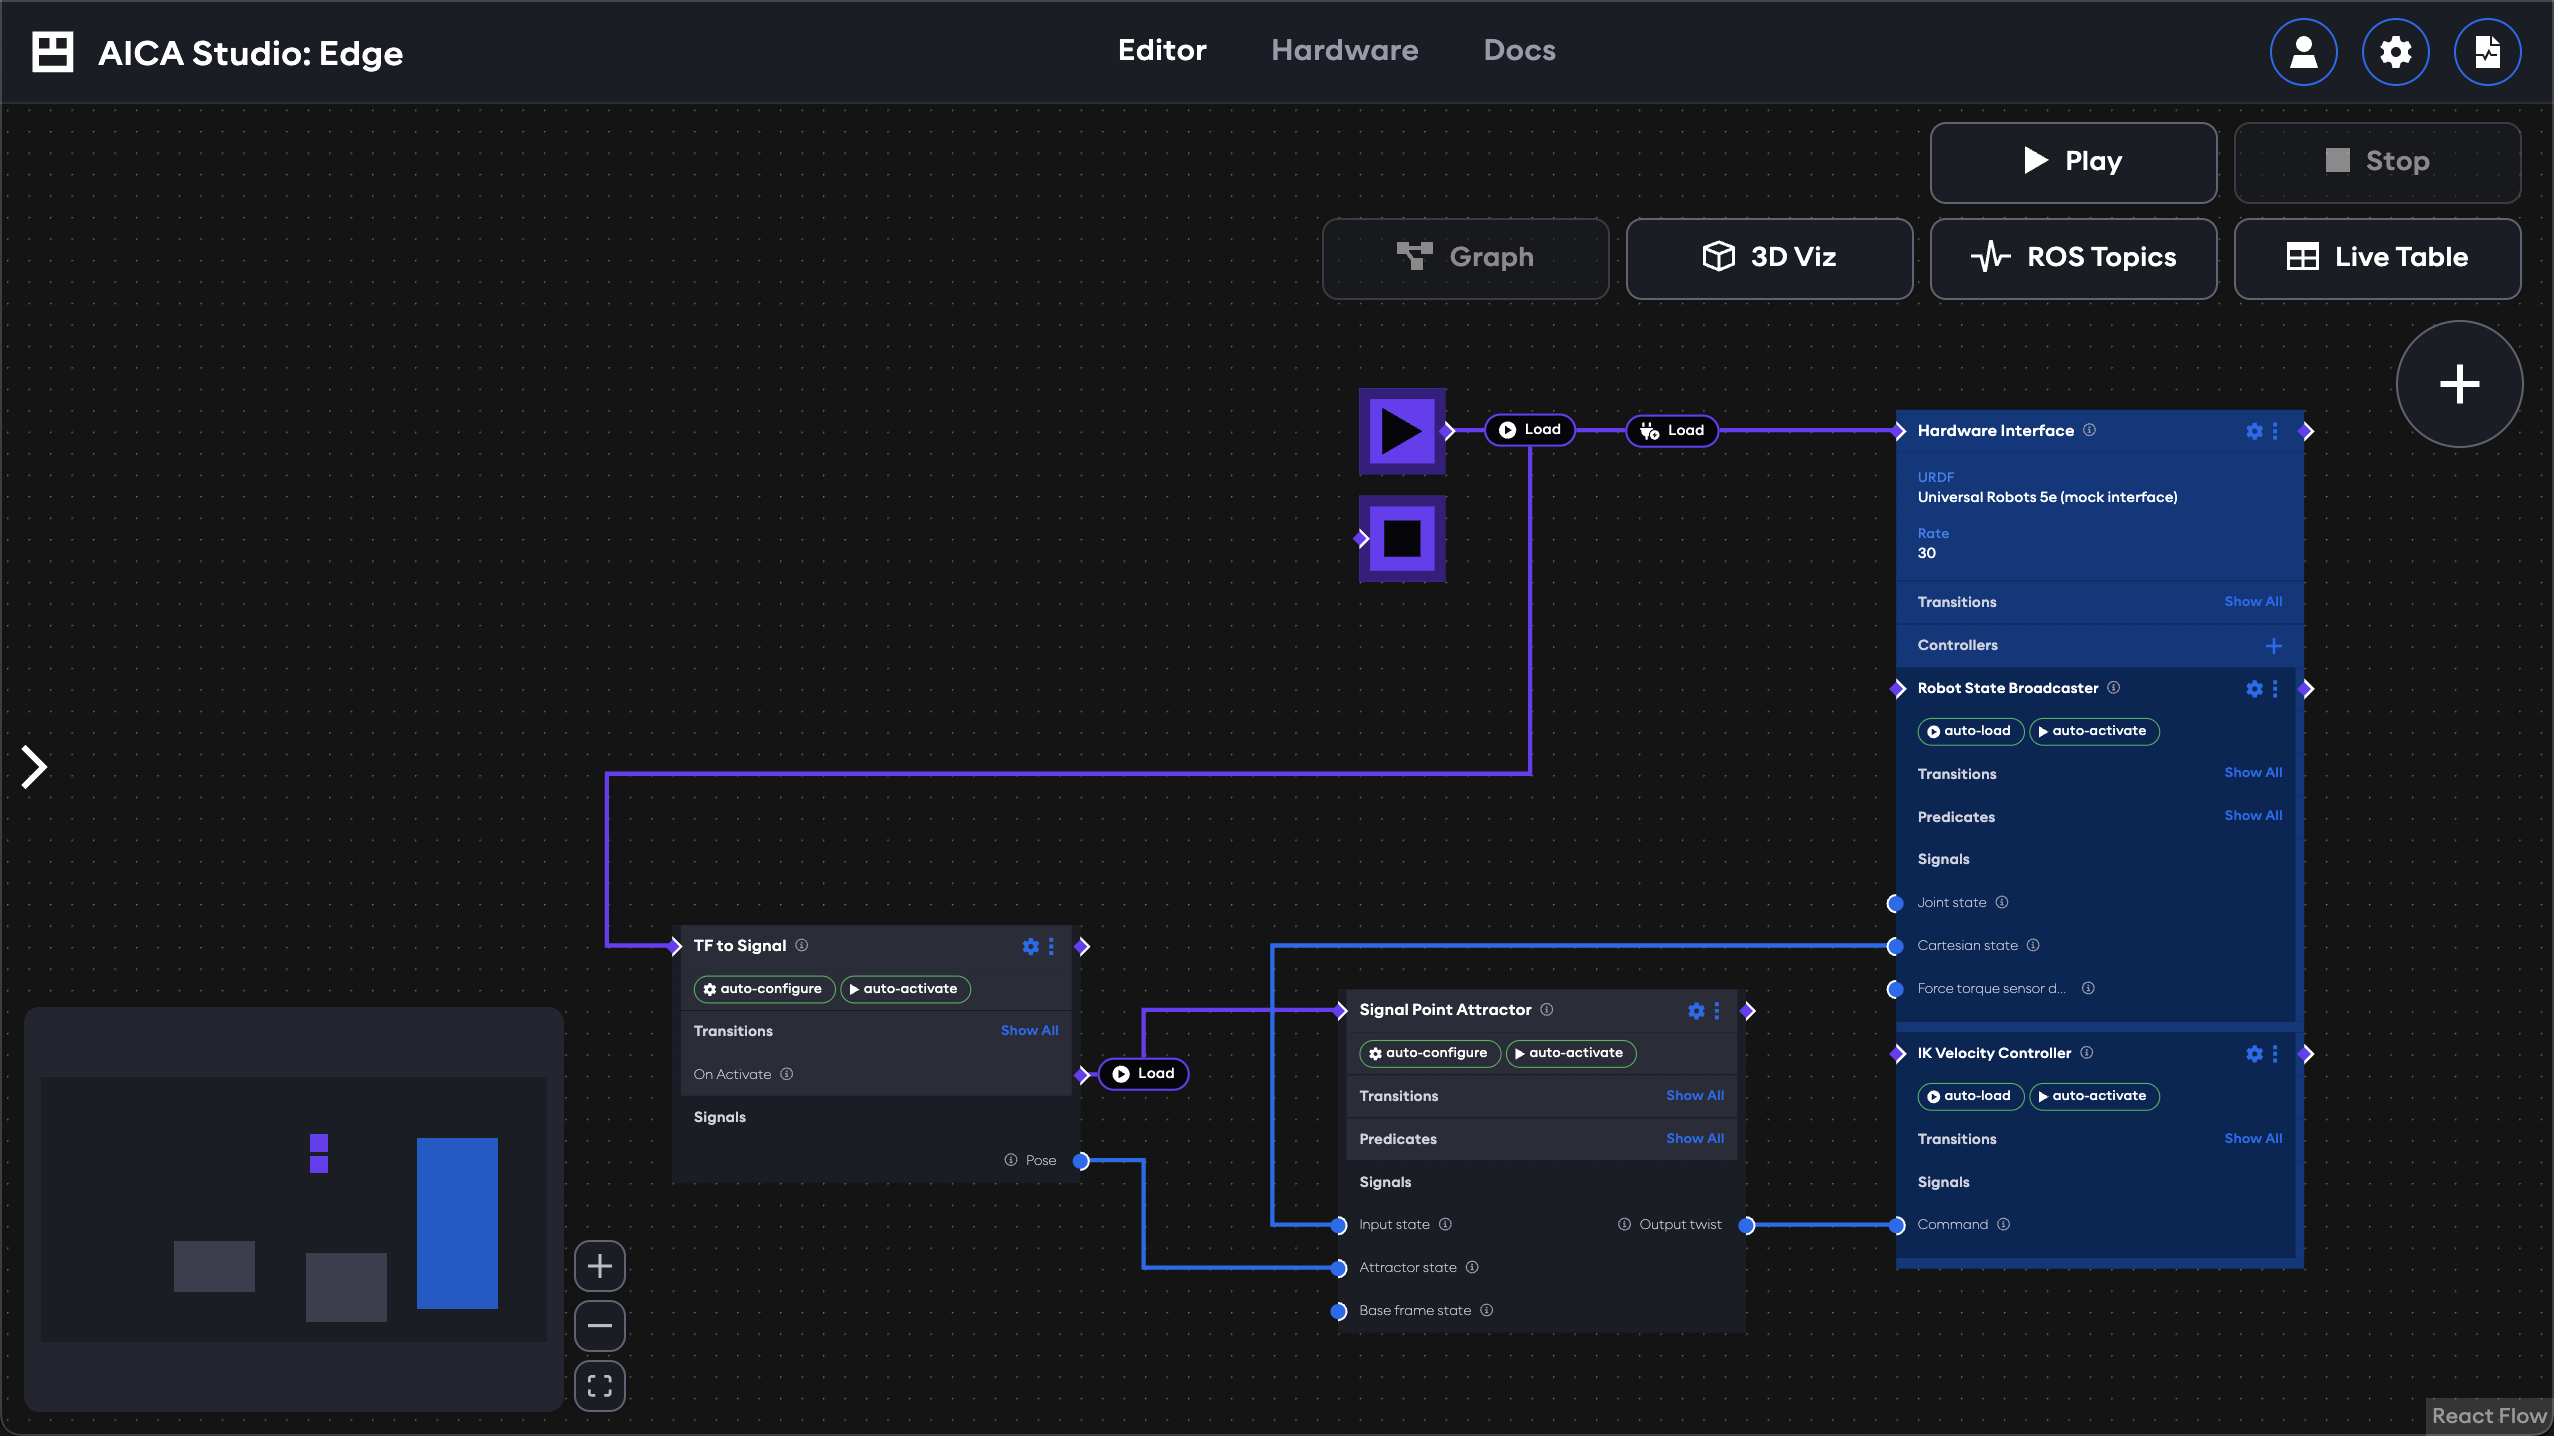 AICA Studio: Edge
Editor
Hardware
Docs
Play
Stop
Graph
3D Viz
ROS Topics
Live Table
Load
Load
Hardware Interface
URDF
Universal Robots 5e (mock interface)
Rate
30
Transitions
Show All
Controllers
Robot State Broadcaster
auto-load
auto-activate
Transitions
Show All
Predicates
Show All
Signals
Joint state
Cartesian state
Force torque sensor d...
IK Velocity Controller
auto-load
auto-activate
Transitions
Show All
Signals
Command
TF to Signal
auto-configure
auto-activate
Transitions
Show All
On Activate
Load
Signals
Pose
Signal Point Attractor
auto-configure
auto-activate
Transitions
Show All
Predicates
Show All
Signals
Input state
Output twist
Attractor state
Base frame state
React Flow